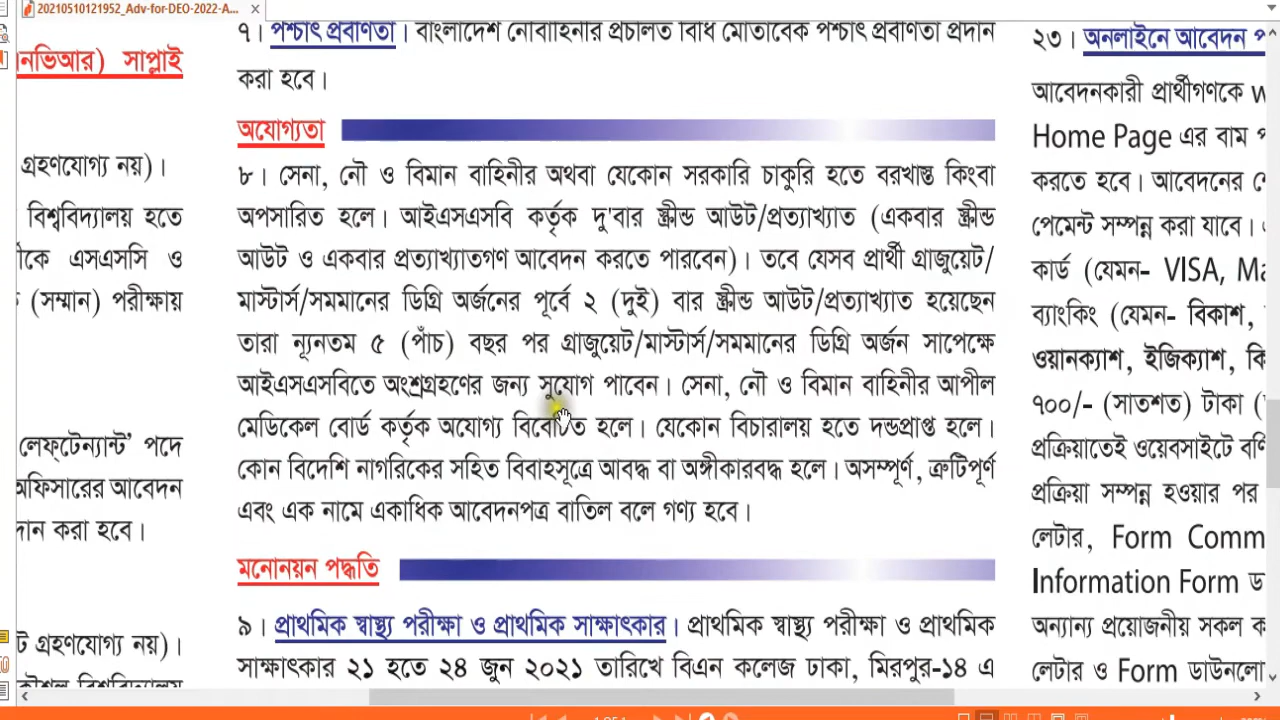 20210510121952_Adv-for-DEO-2022-A...
৭। পশ্চাৎ প্রবীণতা। বাংলাদেশ নৌবাহিনীর প্রচলিত বিধি মোতাবেক পশ্চাৎ প্রবীণতা প্রদান
করা হবে।
অযোগ্যতা
৮। সেনা, নৌ ও বিমান বাহিনীর অথবা যেকোন সরকারি চাকুরি হতে বরখাস্ত কিংবা
অপসারিত হলে। আইএসএসবি কর্তৃক দু'বার স্ক্রীন্ড আউট/প্রত্যাখ্যাত (একবার স্ক্রীন্ড
আউট ও একবার প্রত্যাখ্যাতগণ আবেদন করতে পারবেন)। তবে যেসব প্রার্থী গ্রাজুয়েট/
মাস্টার্স/সমমানের ডিগ্রি অর্জনের পূর্বে ২ (দুই) বার স্ক্রীন্ড আউট/প্রত্যাখ্যাত হয়েছেন
তারা ন্যূনতম ৫ (পাঁচ) বছর পর গ্রাজুয়েট/মাস্টার্স/সমমানের ডিগ্রি অর্জন সাপেক্ষে
আইএসএসবিতে অংশ্রগ্রহণের জন্য সুযোগ পাবেন। সেনা, নৌ ও বিমান বাহিনীর আপীল
মেডিকেল বোর্ড কর্তৃক অযোগ্য বিবেচিত হলে। যেকোন বিচারালয় হতে দন্ডপ্রাপ্ত হলে।
কোন বিদেশি নাগরিকের সহিত বিবাহসূত্রে আবদ্ধ বা অঙ্গীকারবদ্ধ হলে। অসম্পূর্ণ, ত্রুটিপূর্ণ
এবং এক নামে একাধিক আবেদনপত্র বাতিল বলে গণ্য হবে।
মনোনয়ন পদ্ধতি
৯। প্রাথমিক স্বাস্থ্য পরীক্ষা ও প্রাথমিক সাক্ষাৎকার। প্রাথমিক স্বাস্থ্য পরীক্ষা ও প্রাথমিক
সাক্ষাৎকার ২১ হতে ২৪ জুন ২০২১ তারিখে বিএন কলেজ ঢাকা, মিরপুর-১৪ এ
নভিআর) সাপ্লাই
গ্রহণযোগ্য নয়)।
বিশ্ববিদ্যালয় হতে
কে এসএসসি ও
(সম্মান) পরীক্ষায়
লেফ্টেন্যান্ট’ পদে
অফিসারের আবেদন
দান করা হবে।
ট গ্রহণযোগ্য নয়)।
২৩। অনলাইনে আবেদন প
আবেদনকারী প্রার্থীগণকে w
Home Page এর বাম প
করতে হবে। আবেদনের
পেমেন্ট সম্পন্ন করা যাবে।
কার্ড (যেমন- VISA, Ma
ব্যাংকিং (যেমন- বিকাশ,
ওয়ানক্যাশ, ইজিক্যাশ, কি
৭০০/- (সাতশত) টাকা (
প্রক্রিয়াতেই ওয়েবসাইটে বর্ণি
প্রক্রিয়া সম্পন্ন হওয়ার পর
লেটার, Form Comm
Information Form ড
অন্যান্য প্রয়োজনীয় সকল ক
লেটার ও Form ডাউনলো